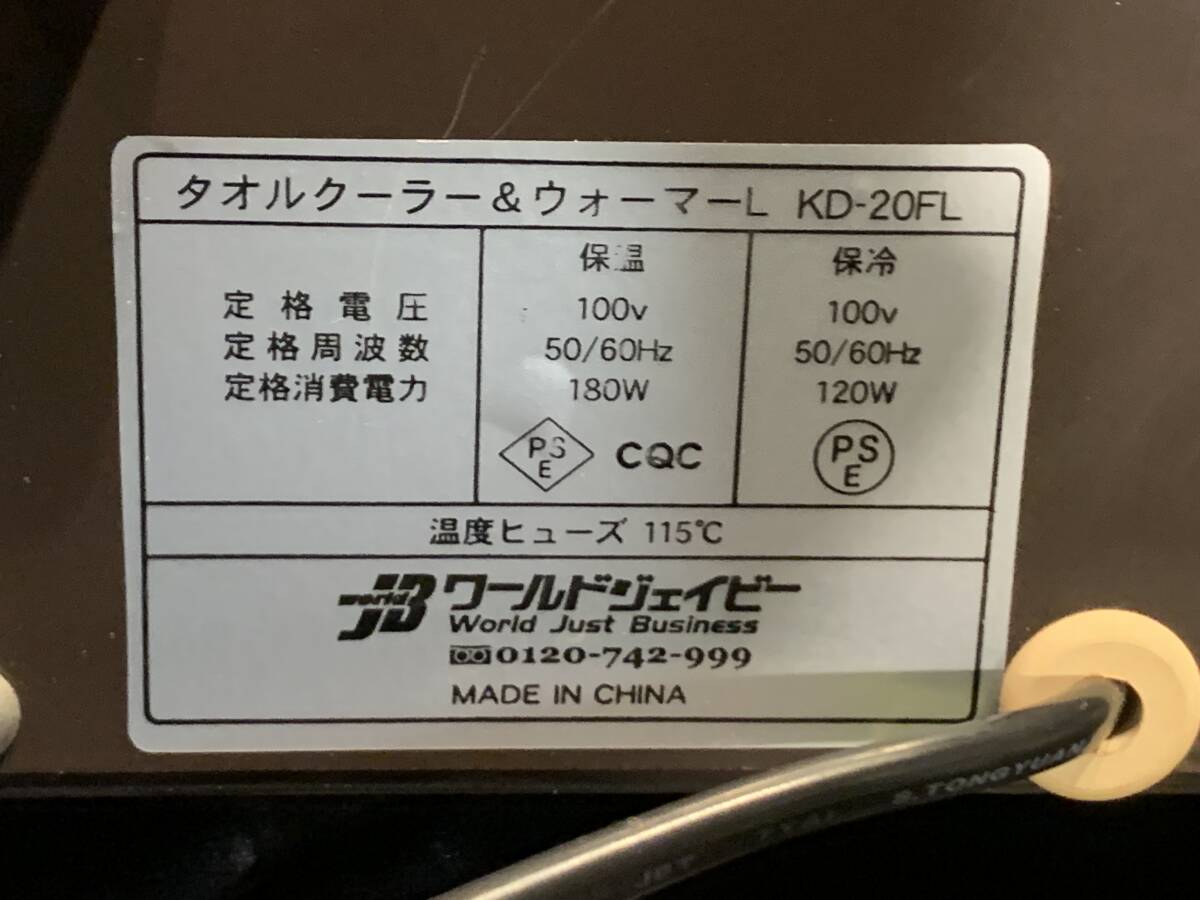 タオルクーラー&ウォーマーL KD-20FL
保温 保冷
定格電圧 100v 100v
定格周波数 50/60Hz 50/60Hz
定格消費電力 180W 120W
PSE CQC PSE
温度ヒューズ 115℃
world JB ワールドジェイビー
World Just Business
0120-742-999
MADE IN CHINA
S.TONGYUAN